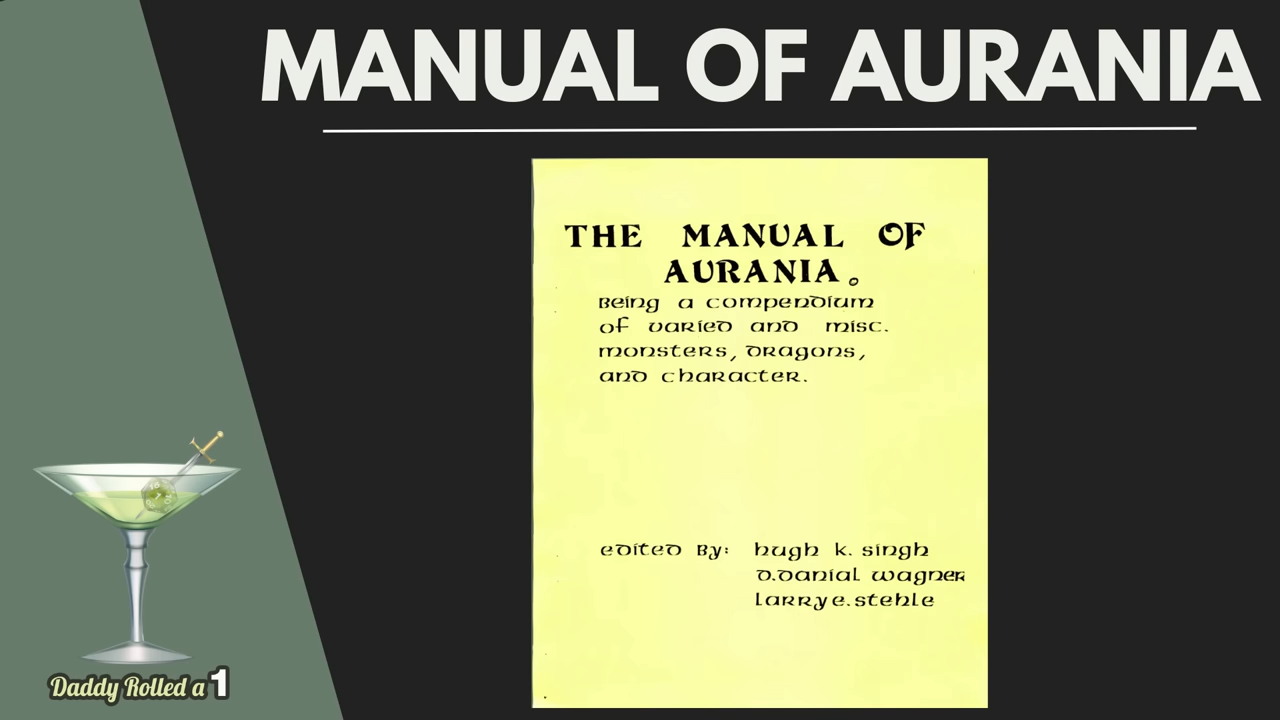 MANUAL OF AURANIA
THE MANUAL OF
AURANIA.
Being a compendium
of varied and misc.
monsters, dragons,
and character.
edited By: hugh k. singh
d.danial wagner
larry e. stehle
Daddy Rolled a 1